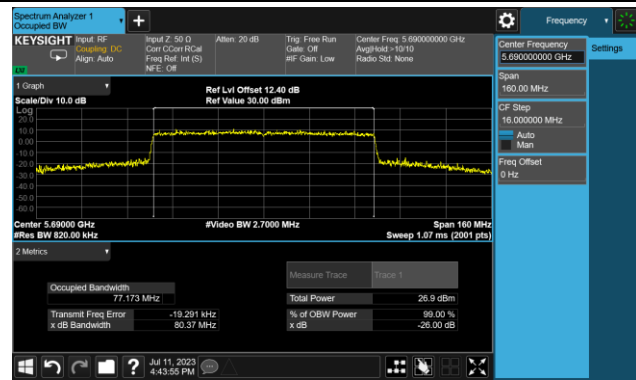 Spectrum Analyzer 1
Occupied BW
Frequency
KEYSIGHT
Input: RF
Coupling: DC
Align: Auto
Input Z: 50 Ω
Corr CCorr RCal
Freq Ref: Int (S)
NFE: Off
Atten: 20 dB
Trig: Free Run
Gate: Off
#IF Gain: Low
Center Freq: 5.690000000 GHz
Avg|Hold:>10/10
Radio Std: None
1 Graph
Scale/Div 10.0 dB
Ref Lvl Offset 12.40 dB
Ref Value 30.00 dBm
Log
20.0
10.0
0.00
-10.0
-20.0
-30.0
-40.0
-50.0
-60.0
Center 5.69000 GHz
#Res BW 820.00 kHz
#Video BW 2.7000 MHz
Span 160 MHz
Sweep 1.07 ms (2001 pts)
2 Metrics
Measure Trace
Trace 1
Occupied Bandwidth
77.173 MHz
Total Power
26.9 dBm
Transmit Freq Error
-19.291 kHz
% of OBW Power
99.00 %
x dB Bandwidth
80.37 MHz
x dB
-26.00 dB
Center Frequency
5.690000000 GHz
Settings
Span
160.00 MHz
CF Step
16.000000 MHz
Auto
Man
Freq Offset
0 Hz
?
Jul 11, 2023
4:43:55 PM